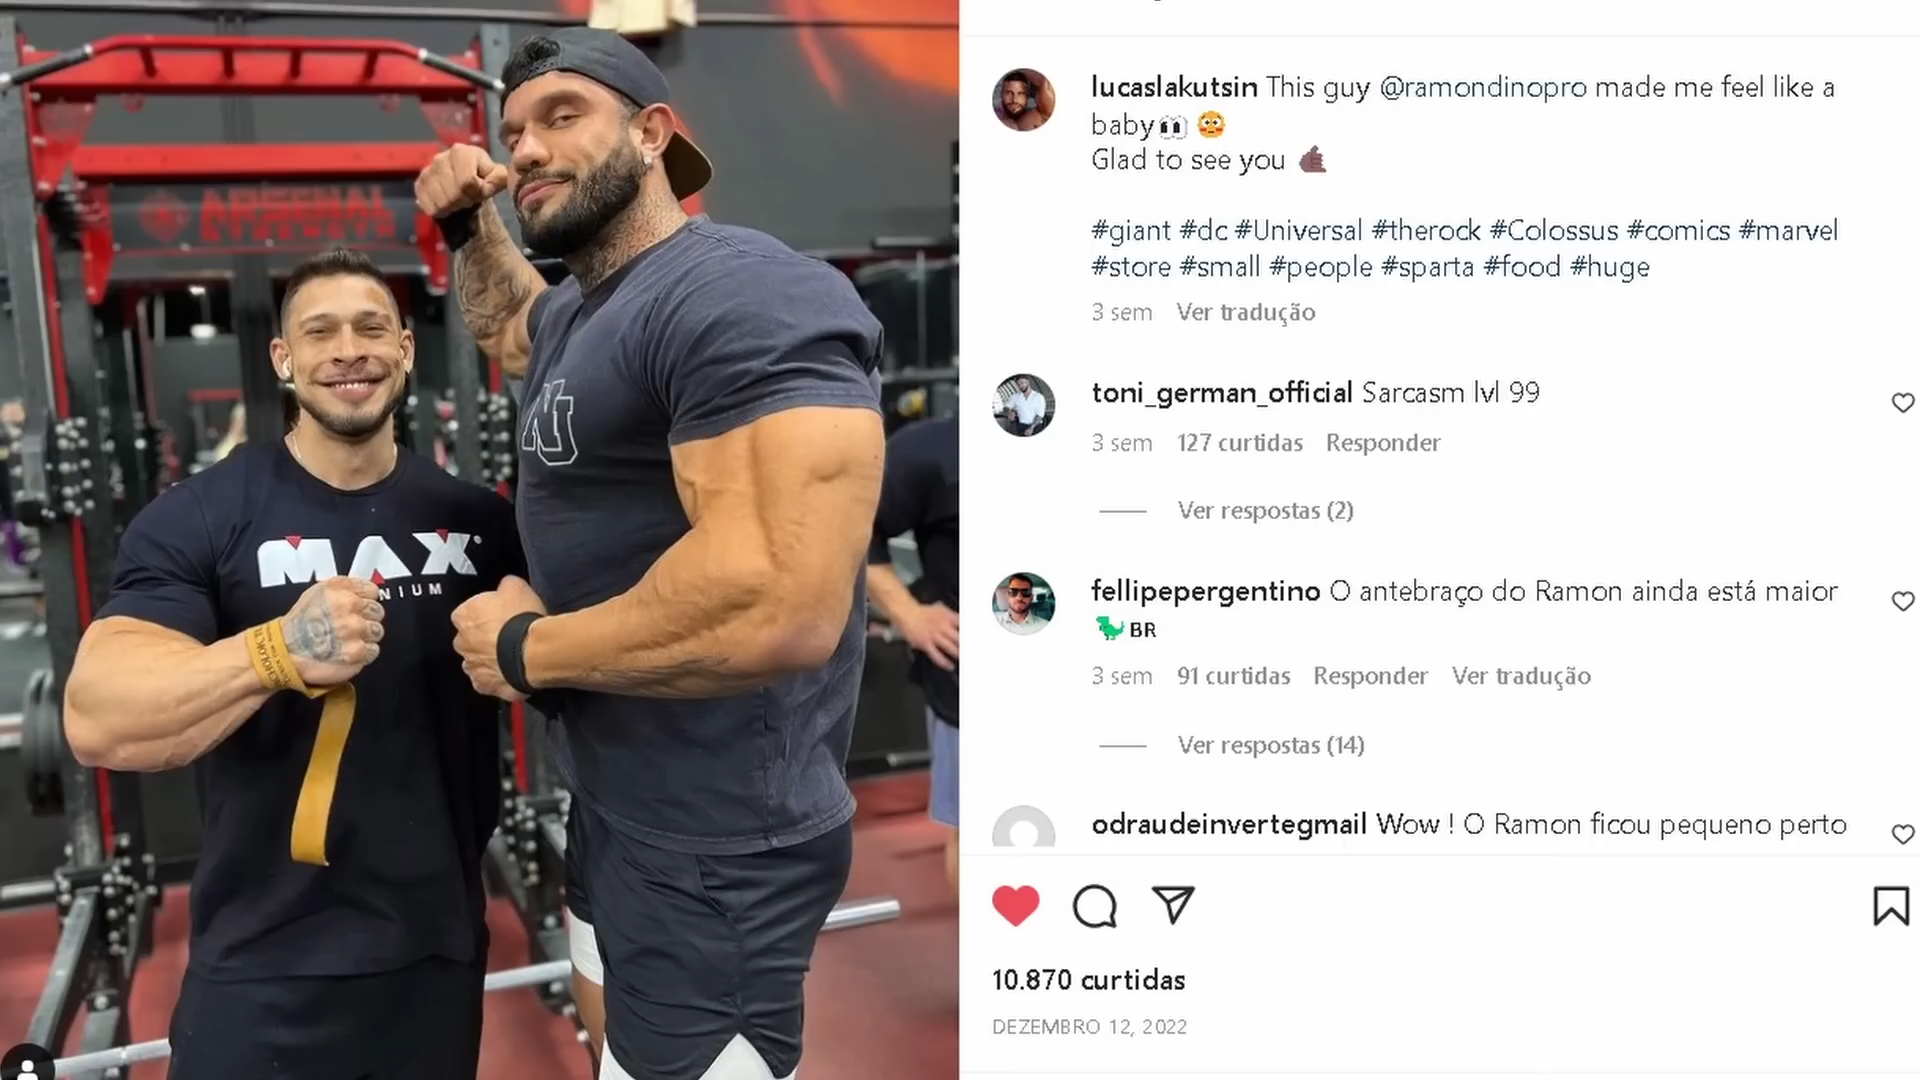 ARSENAL
MAX
NIUM
NJ
lucaslakutsin This guy @ramondinopro made me feel like a
baby👀 😳
Glad to see you 🤙🏾
#giant #dc #Universal #therock #Colossus #comics #marvel
#store #small #people #sparta #food #huge
3 sem Ver tradução
toni_german_official Sarcasm lvl 99
3 sem 127 curtidas Responder
Ver respostas (2)
fellipepergentino O antebraço do Ramon ainda está maior
🦖BR
3 sem 91 curtidas Responder Ver tradução
Ver respostas (14)
odraudeinvertegmail Wow ! O Ramon ficou pequeno perto
10.870 curtidas
DEZEMBRO 12, 2022